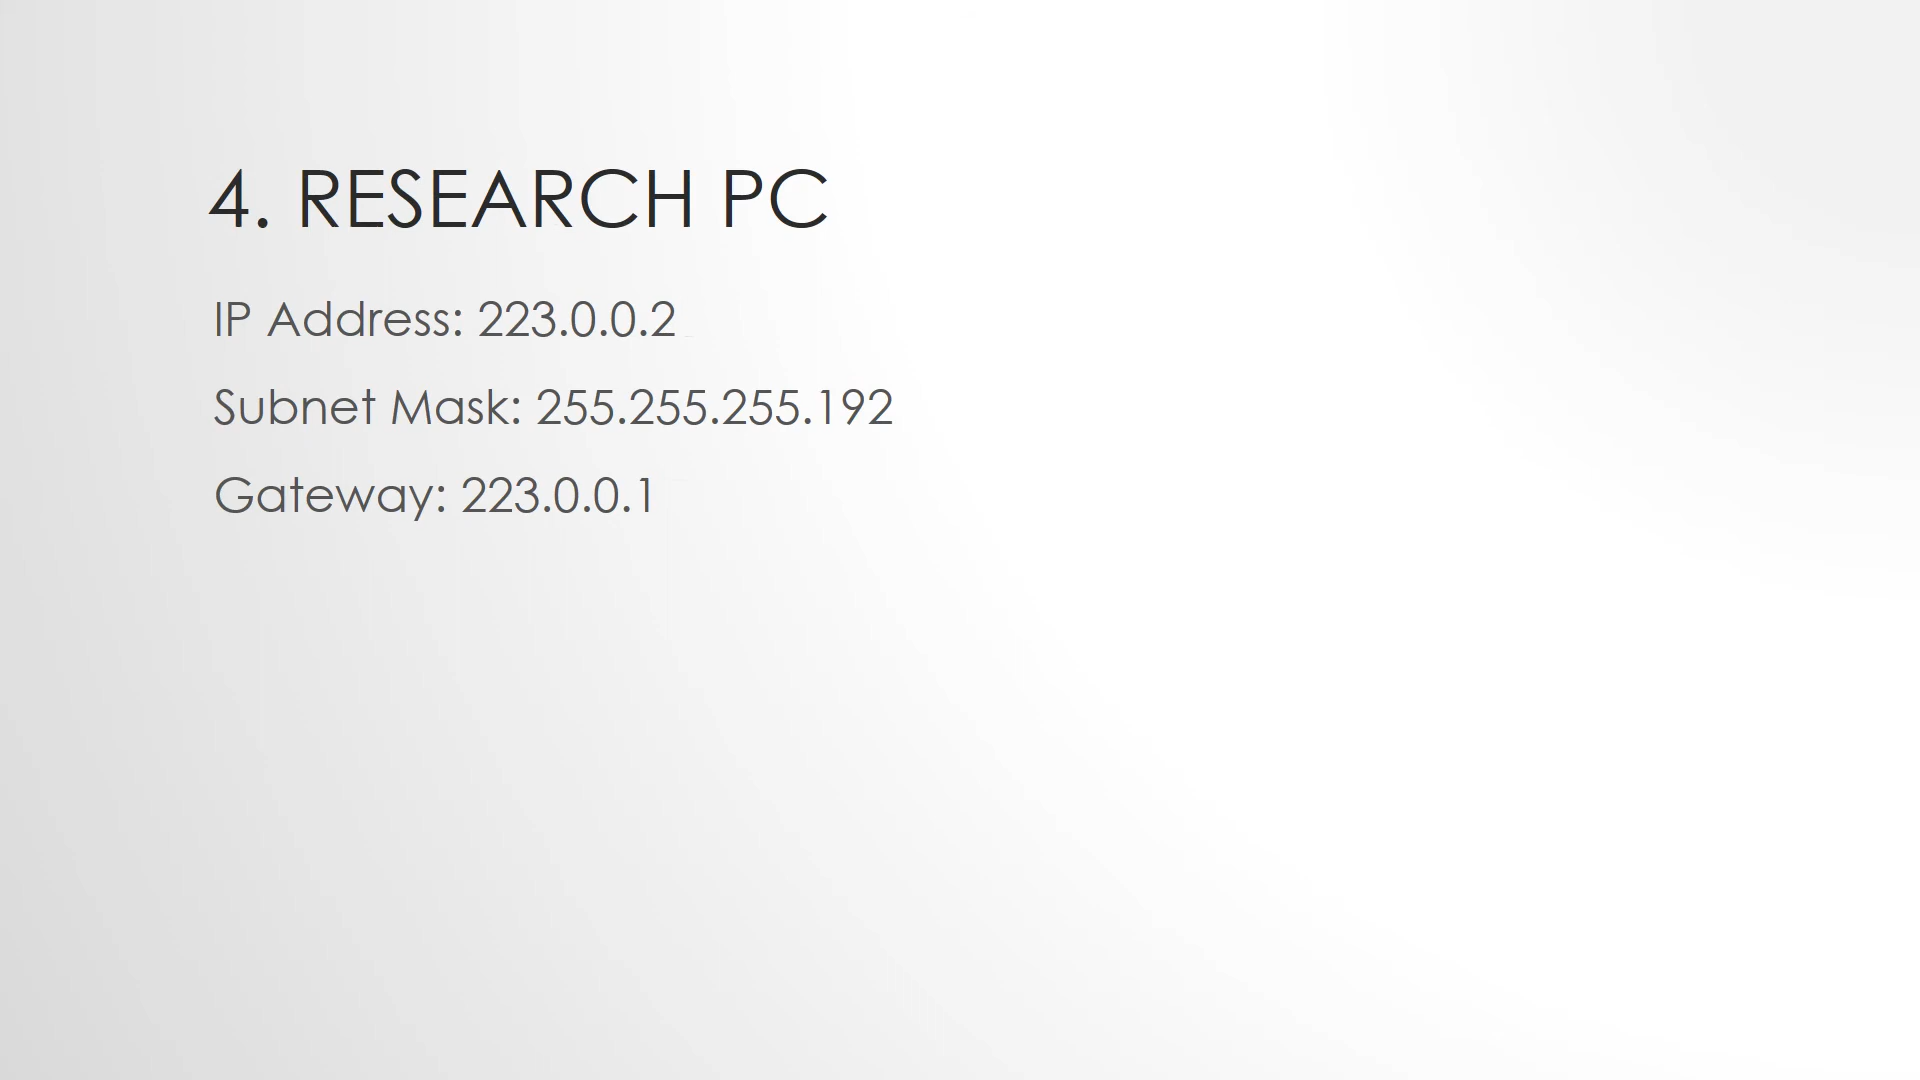 4. RESEARCH PC
IP Address: 223.0.0.2
Subnet Mask: 255.255.255.192
Gateway: 223.0.0.1